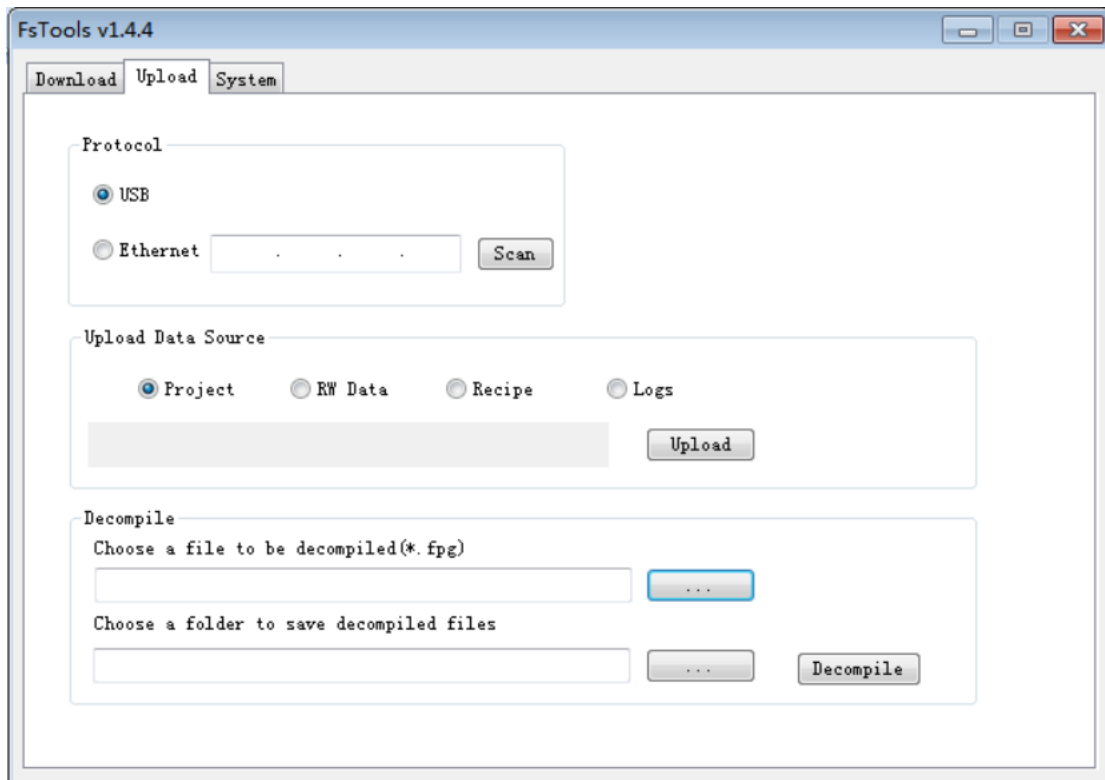 FsTools v1.4.4
Download Upload System
Protocol
USB
Ethernet . . . Scan
Upload Data Source
Project RW Data Recipe Logs
Upload
Decompile
Choose a file to be decompiled(*.fpg)
...
Choose a folder to save decompiled files
... Decompile